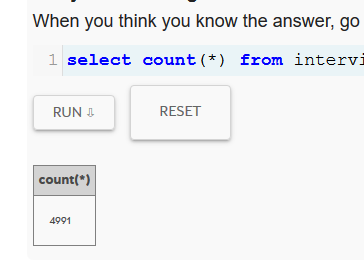 When you think you know the answer, go
1 select count(*) from intervi
RUN ⇩
RESET
count(*)
4991